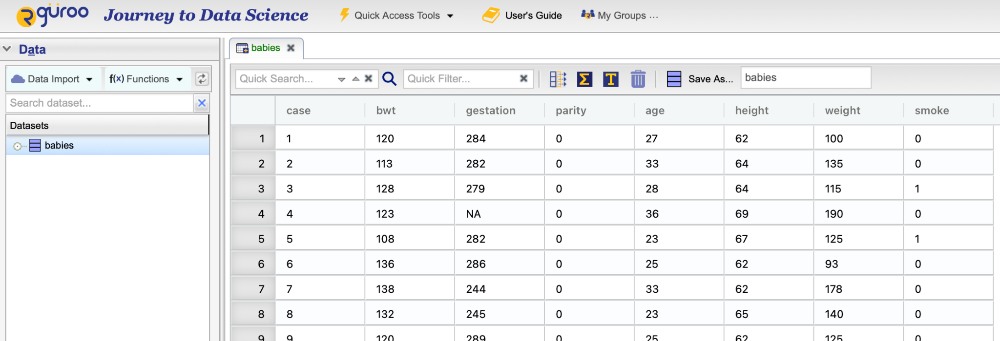 rgüroo Journey to Data Science Quick Access Tools User's Guide My Groups ...
Data
babies
Data Import f(x) Functions
Quick Search... Quick Filter... Σ T Save As... babies
Search dataset...
Datasets
babies
case bwt gestation parity age height weight smoke
1 1 120 284 0 27 62 100 0
2 2 113 282 0 33 64 135 0
3 3 128 279 0 28 64 115 1
4 4 123 NA 0 36 69 190 0
5 5 108 282 0 23 67 125 1
6 6 136 286 0 25 62 93 0
7 7 138 244 0 33 62 178 0
8 8 132 245 0 23 65 140 0
9 9 120 289 0 25 62 125 0